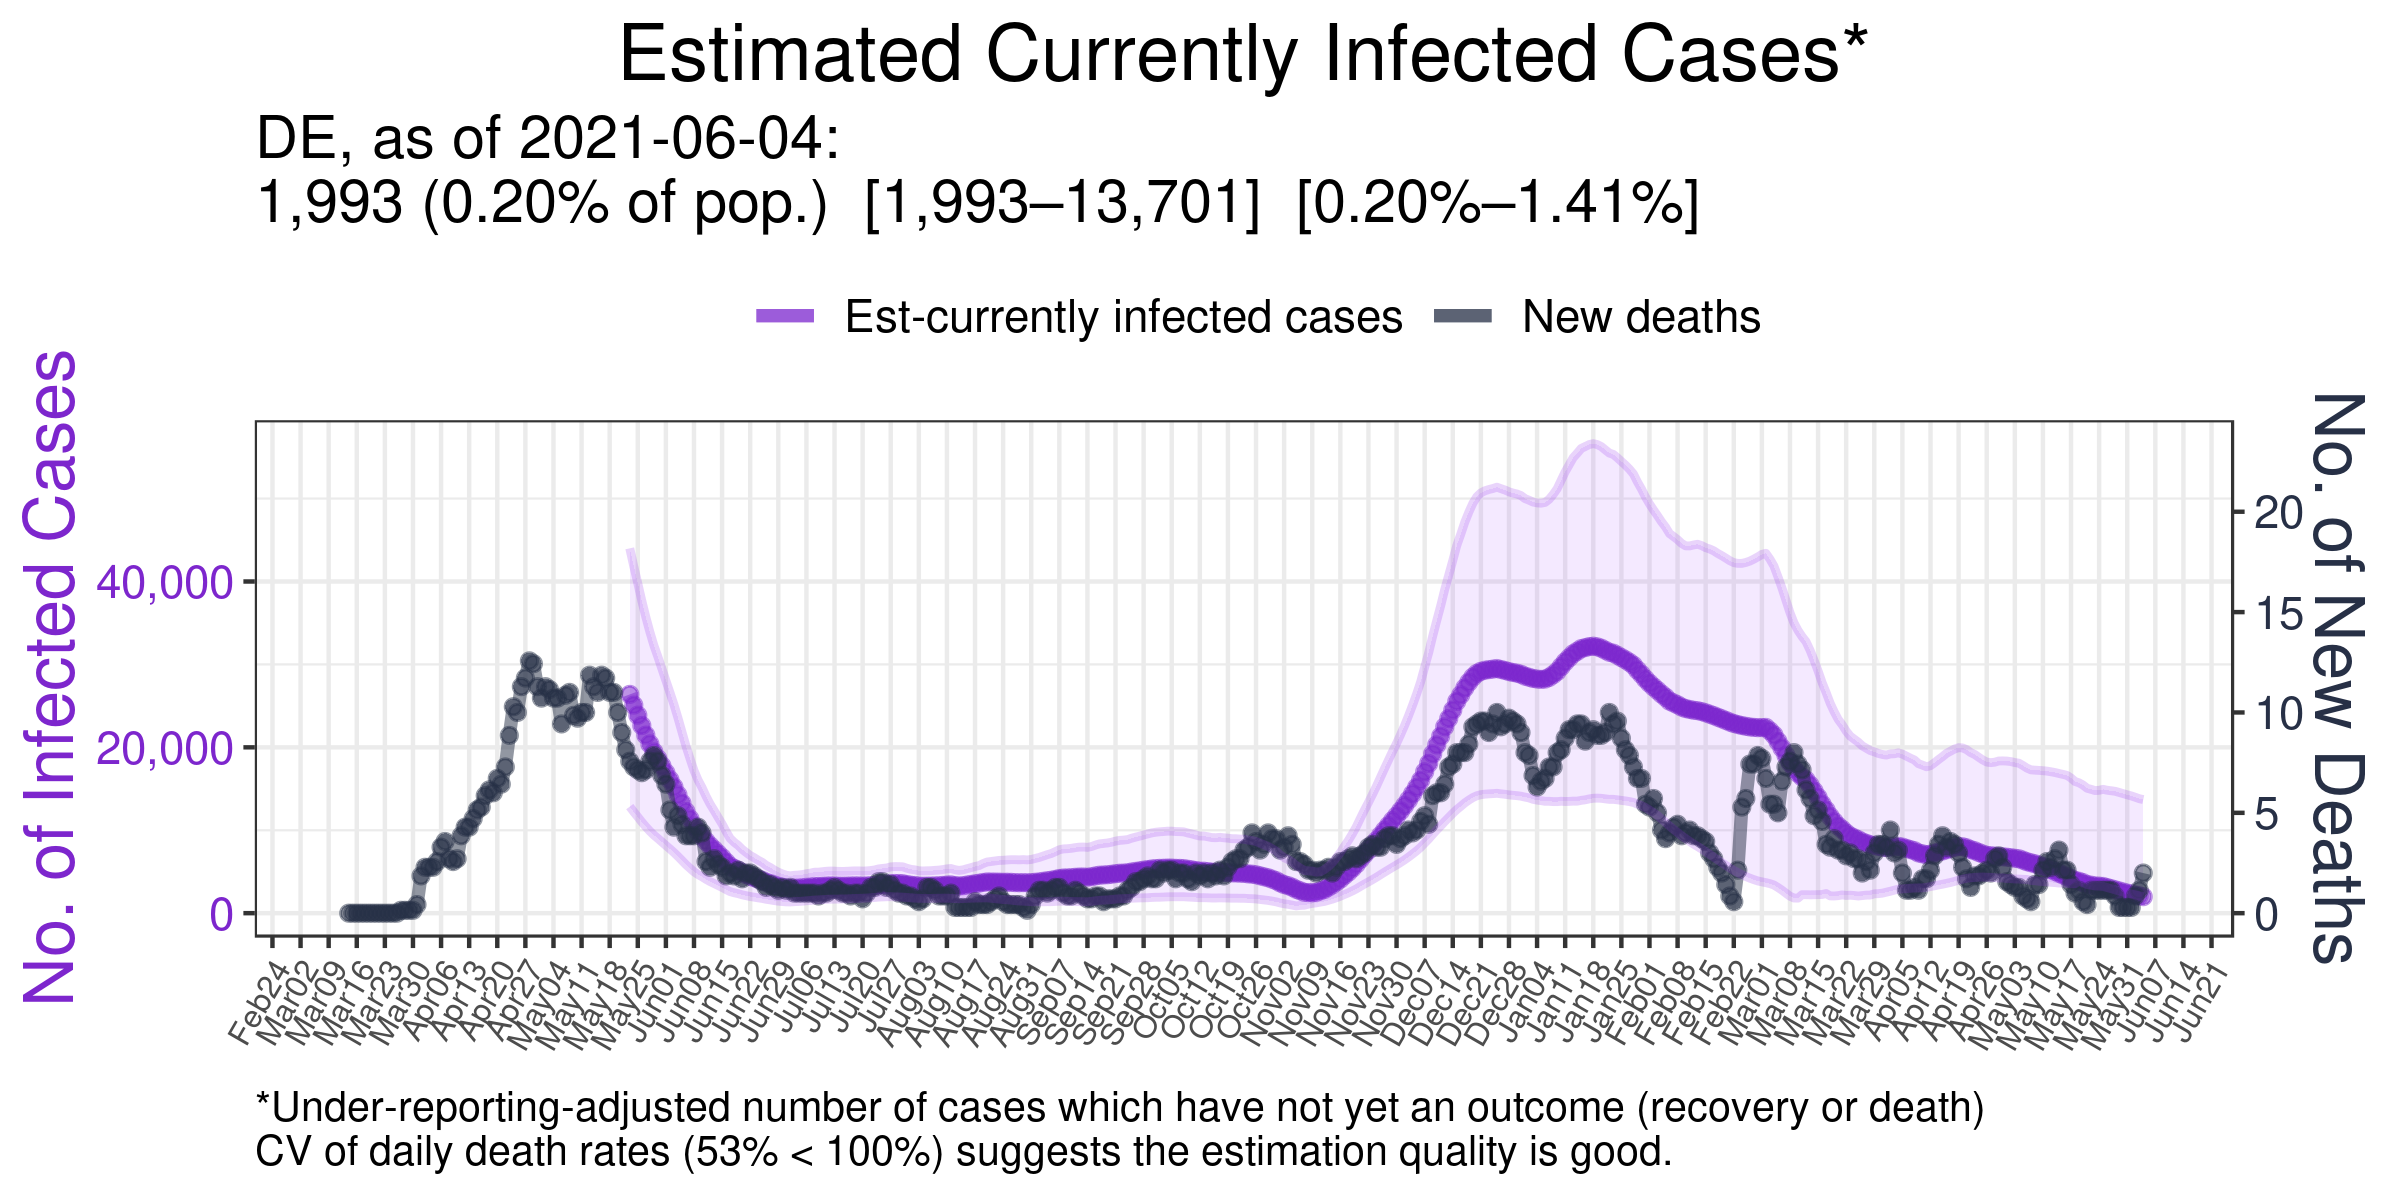 Estimated Currently Infected Cases*
DE, as of 2021-06-04:
1,993 (0.20% of pop.) [1,993–13,701] [0.20%–1.41%]
Est-currently infected cases
New deaths
No. of Infected Cases
40,000
20,000
0
No. of New Deaths
20
15
10
5
0
Feb24
Mar02
Mar09
Mar16
Mar23
Mar30
Apr06
Apr13
Apr20
Apr27
May04
May11
May18
May25
Jun01
Jun08
Jun15
Jun22
Jun29
Jul06
Jul13
Jul20
Jul27
Aug03
Aug10
Aug17
Aug24
Aug31
Sep07
Sep14
Sep21
Sep28
Oct05
Oct12
Oct19
Oct26
Nov02
Nov09
Nov16
Nov23
Nov30
Dec07
Dec14
Dec21
Dec28
Jan04
Jan11
Jan18
Jan25
Feb01
Feb08
Feb15
Feb22
Mar01
Mar08
Mar15
Mar22
Mar29
Apr05
Apr12
Apr19
Apr26
May03
May10
May17
May24
May31
Jun07
Jun14
Jun21
*Under-reporting-adjusted number of cases which have not yet an outcome (recovery or death)
CV of daily death rates (53% < 100%) suggests the estimation quality is good.